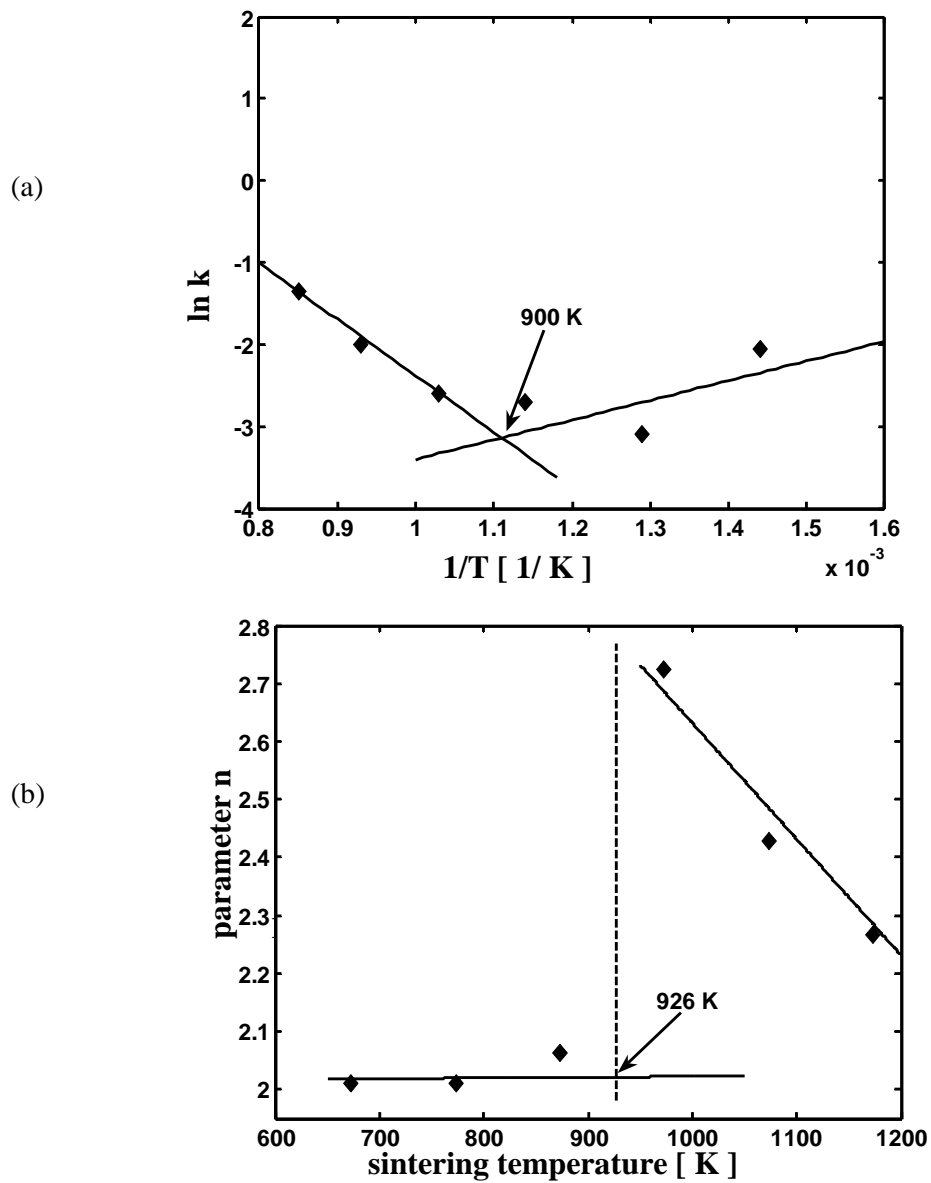 (a)
2
1
0
-1
-2
-3
-4
ln k
900 K
0.8 0.9 1 1.1 1.2 1.3 1.4 1.5 1.6
1/T [ 1/ K ]
x 10-3
(b)
2.8
2.7
2.6
2.5
2.4
2.3
2.2
2.1
2
parameter n
926 K
600 700 800 900 1000 1100 1200
sintering temperature [ K ]